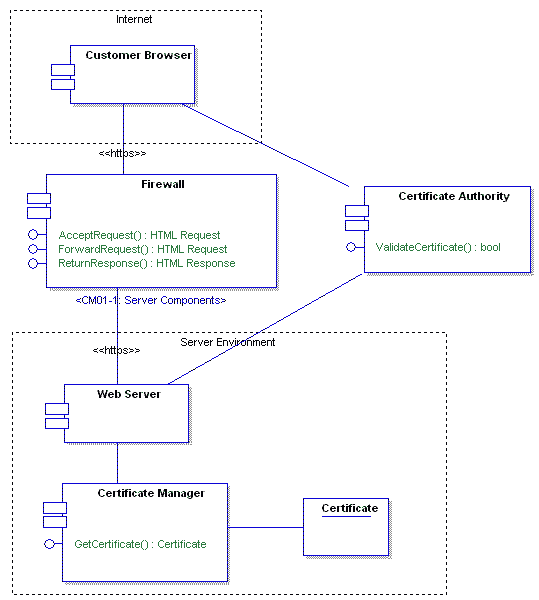 Internet
Customer Browser
<<https>>
Firewall
AcceptRequest() : HTML Request
ForwardRequest() : HTML Request
ReturnResponse() : HTML Response
<CM01-1: Server Components>
Certificate Authority
ValidateCertificate() : bool
Server Environment
<<https>>
Web Server
Certificate Manager
GetCertificate() : Certificate
Certificate